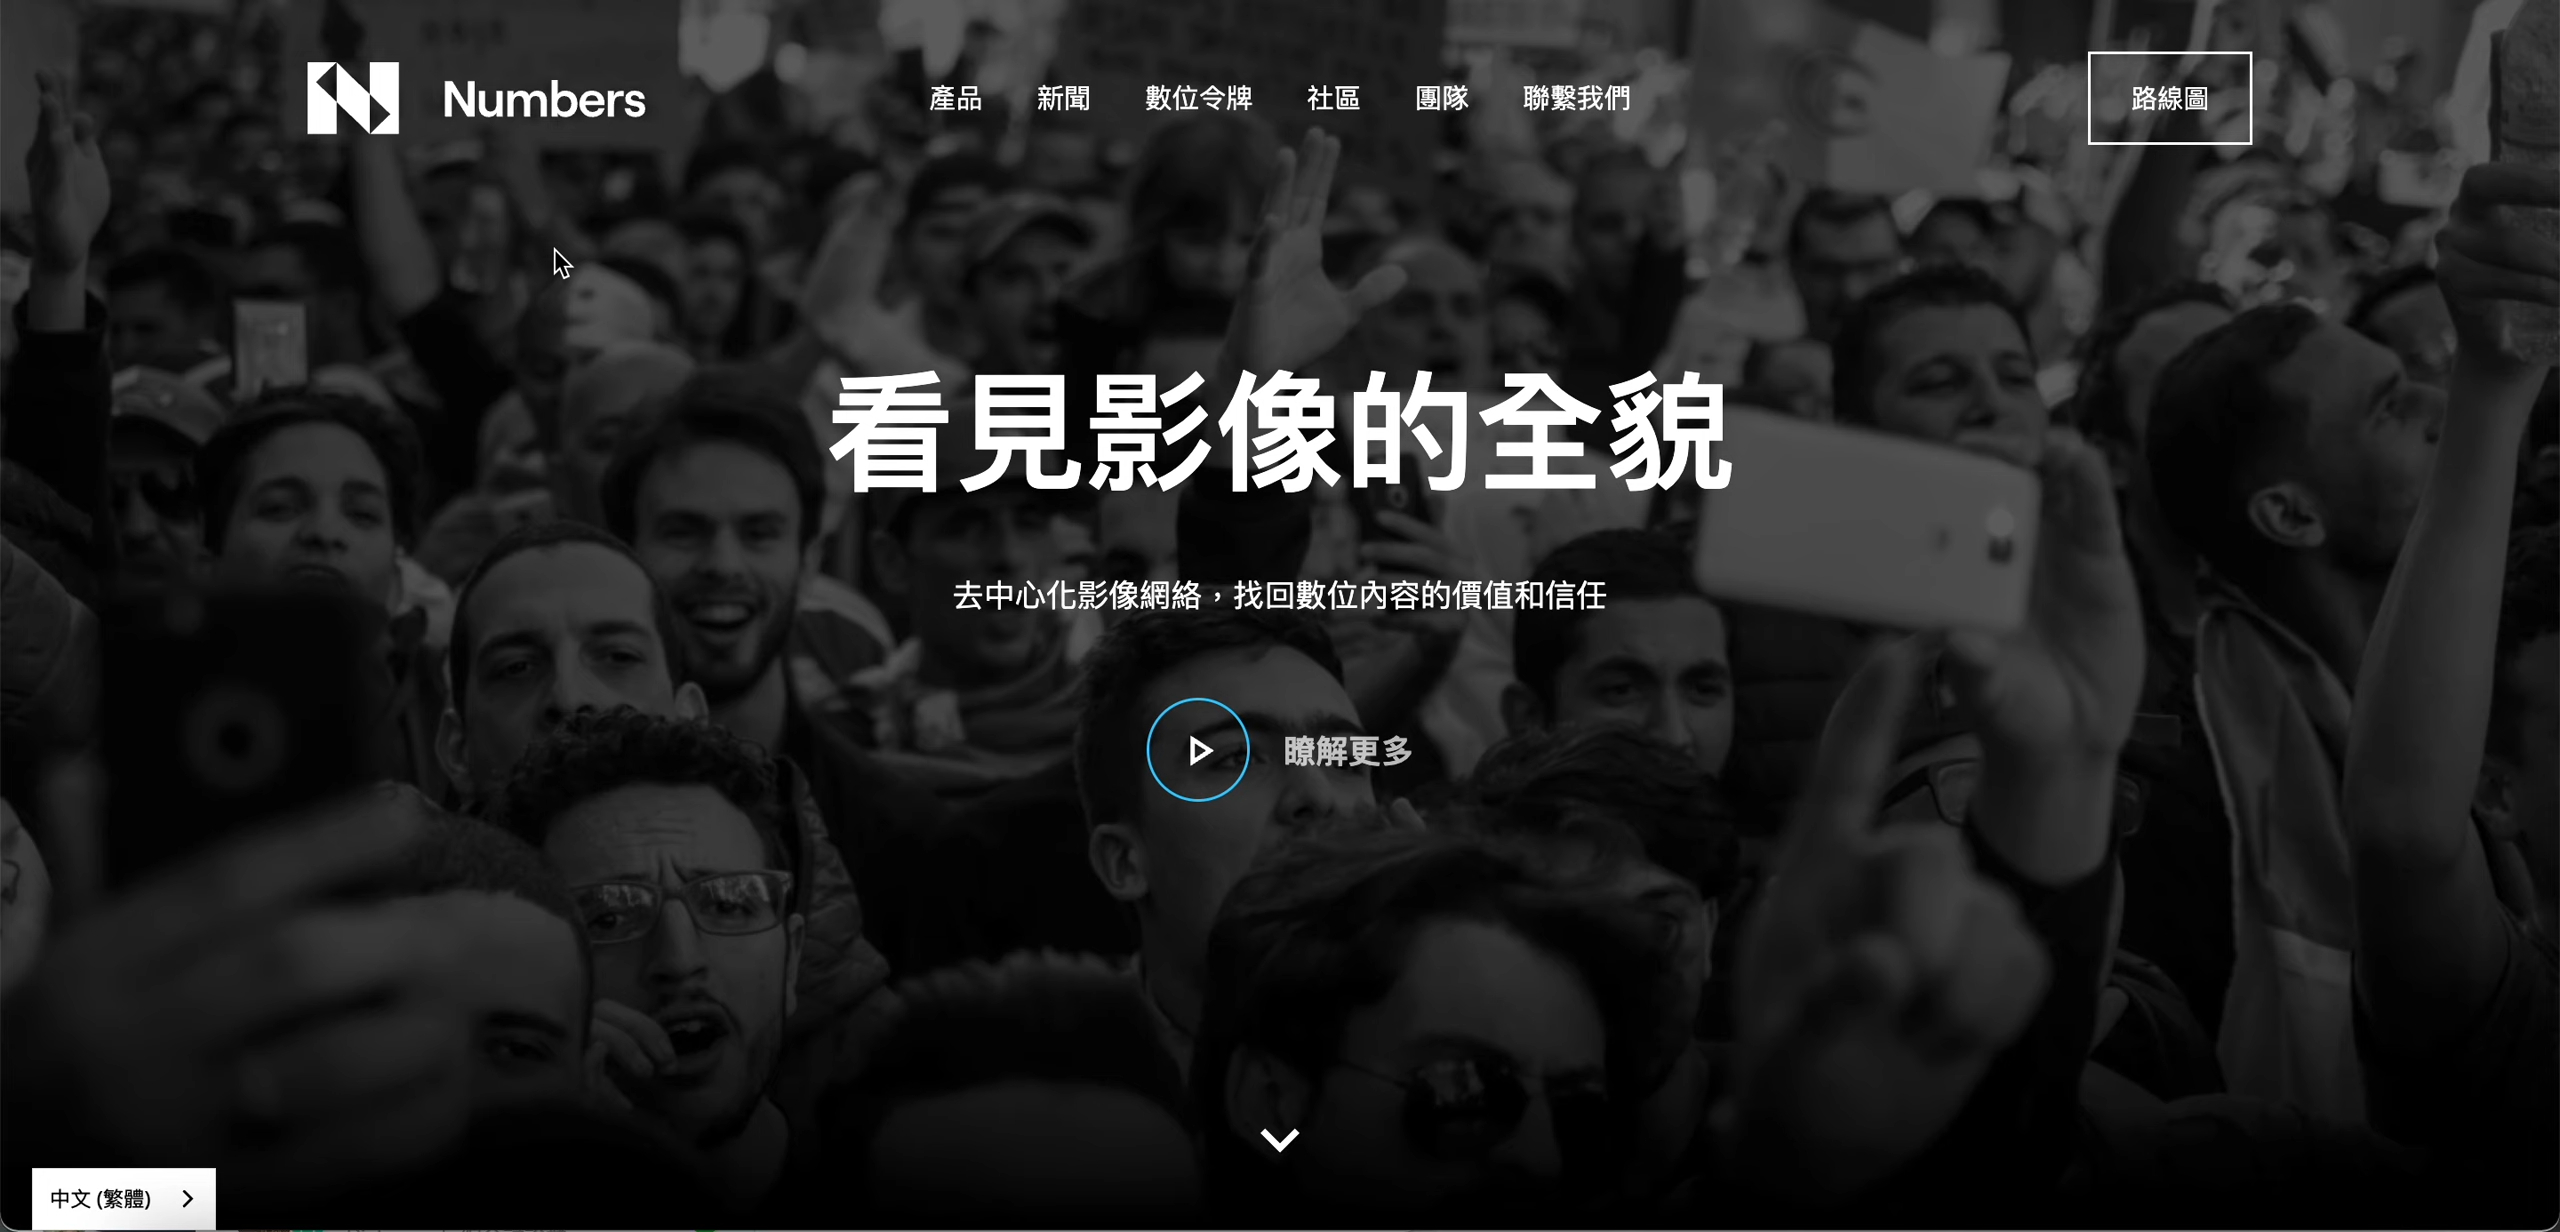 Numbers
產品
新聞
數位令牌
社區
團隊
聯繫我們
路線圖
看見影像的全貌
去中心化影像網絡，找回數位內容的價值和信任
瞭解更多
中文 (繁體)